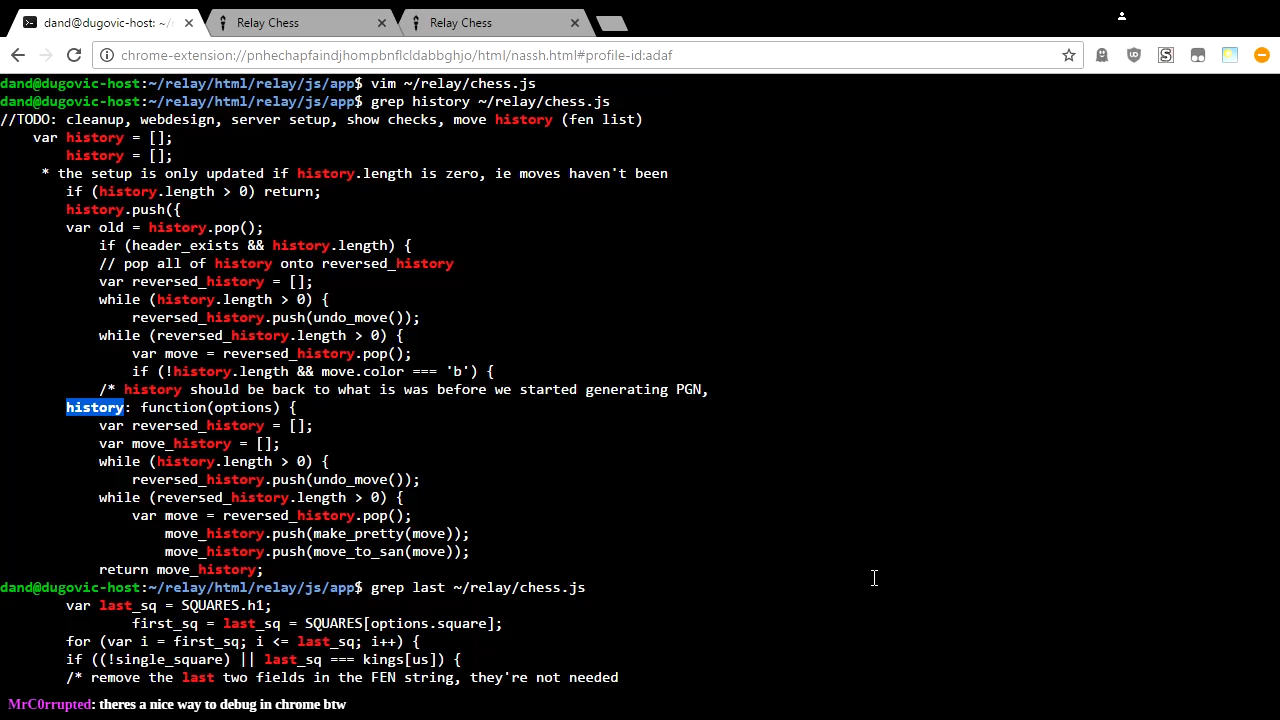 dand@dugovic-host: ~/r
Relay Chess
Relay Chess
chrome-extension://pnhechapfaindjhompbnflcldabbghjo/html/nassh.html#profile-id:adaf
dand@dugovic-host:~/relay/html/relay/js/app$ vim ~/relay/chess.js
dand@dugovic-host:~/relay/html/relay/js/app$ grep history ~/relay/chess.js
//TODO: cleanup, webdesign, server setup, show checks, move history (fen list)
    var history = [];
        history = [];
     * the setup is only updated if history.length is zero, ie moves haven't been
        if (history.length > 0) return;
        history.push({
        var old = history.pop();
            if (header_exists && history.length) {
            // pop all of history onto reversed_history
            var reversed_history = [];
            while (history.length > 0) {
                reversed_history.push(undo_move());
            while (reversed_history.length > 0) {
                var move = reversed_history.pop();
                if (!history.length && move.color === 'b') {
            /* history should be back to what is was before we started generating PGN,
        history: function(options) {
            var reversed_history = [];
            var move_history = [];
            while (history.length > 0) {
                reversed_history.push(undo_move());
            while (reversed_history.length > 0) {
                var move = reversed_history.pop();
                    move_history.push(make_pretty(move));
                    move_history.push(move_to_san(move));
            return move_history;
dand@dugovic-host:~/relay/html/relay/js/app$ grep last ~/relay/chess.js
        var last_sq = SQUARES.h1;
                first_sq = last_sq = SQUARES[options.square];
        for (var i = first_sq; i <= last_sq; i++) {
        if ((!single_square) || last_sq === kings[us]) {
        /* remove the last two fields in the FEN string, they're not needed
MrC0rrupted: theres a nice way to debug in chrome btw